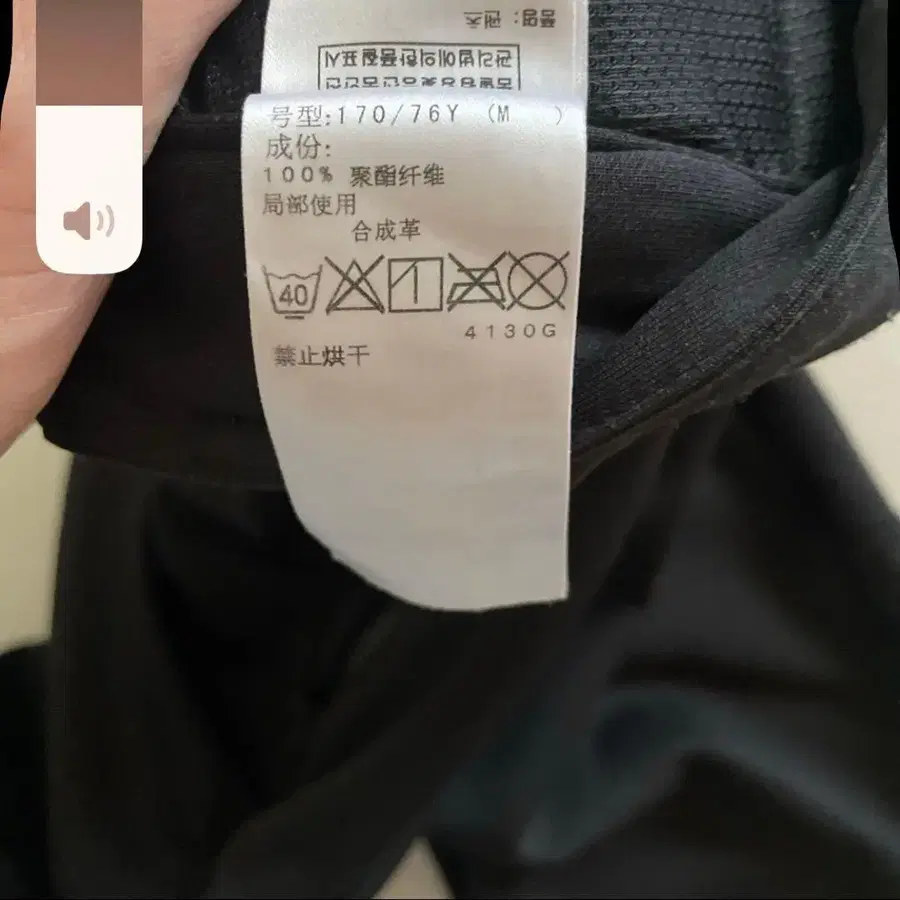 号型:170/76Y (M )
成份:
100% 聚酯纤维
局部使用
合成革
40
4130G
禁止烘干